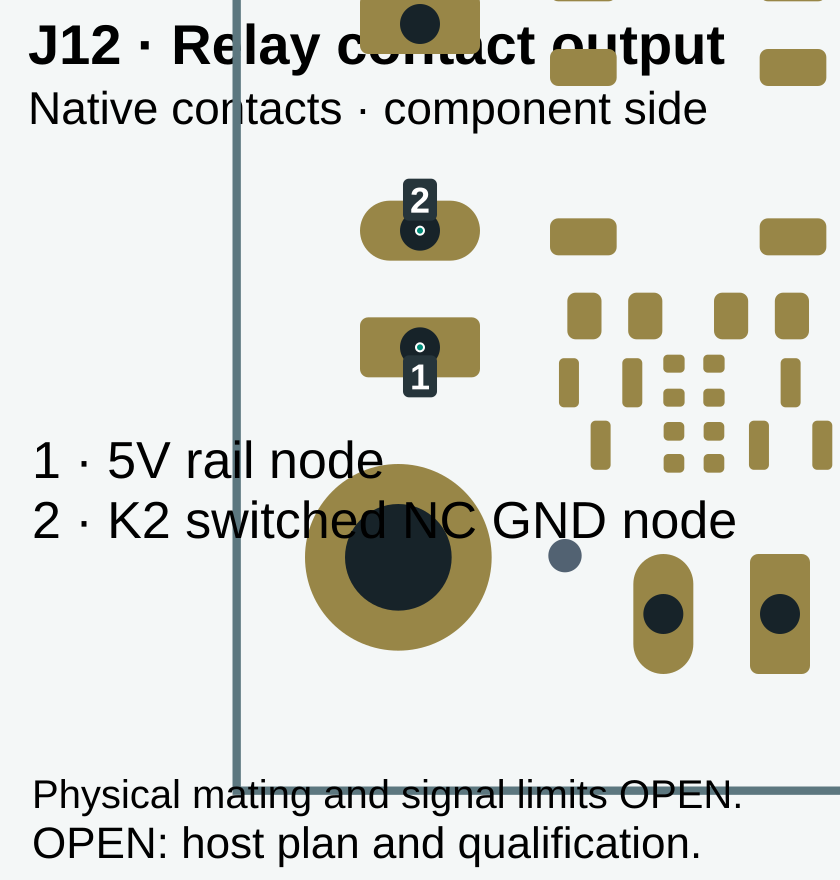 J12 · Relay contact output
Native contacts · component side
2
1
1 · 5V rail node
2 · K2 switched NC GND node
Physical mating and signal limits OPEN.
OPEN: host plan and qualification.